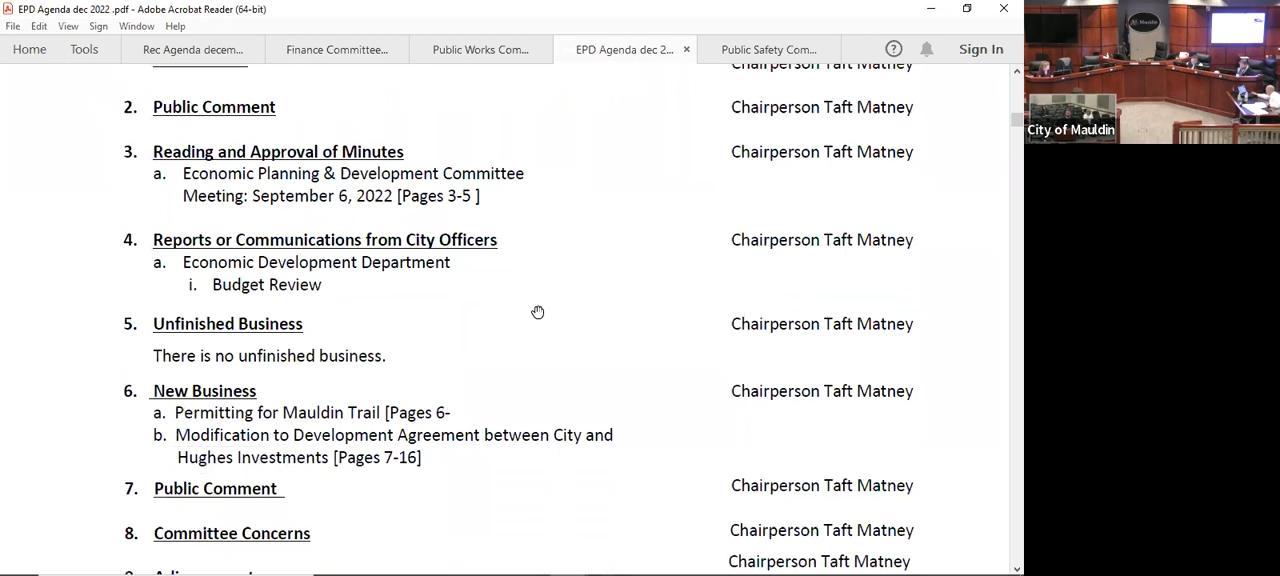 EPD Agenda dec 2022 .pdf - Adobe Acrobat Reader (64-bit)
File Edit View Sign Window Help
Home Tools Rec Agenda decem... Finance Committee... Public Works Com... EPD Agenda dec 2... × Public Safety Com... Sign In
Chairperson Taft Matney
2. Public Comment Chairperson Taft Matney
3. Reading and Approval of Minutes Chairperson Taft Matney
a. Economic Planning & Development Committee
Meeting: September 6, 2022 [Pages 3-5 ]
4. Reports or Communications from City Officers Chairperson Taft Matney
a. Economic Development Department
i. Budget Review
5. Unfinished Business Chairperson Taft Matney
There is no unfinished business.
6. New Business Chairperson Taft Matney
a. Permitting for Mauldin Trail [Pages 6-
b. Modification to Development Agreement between City and
Hughes Investments [Pages 7-16]
7. Public Comment Chairperson Taft Matney
8. Committee Concerns Chairperson Taft Matney
Chairperson Taft Matney
Mauldin
City of Mauldin